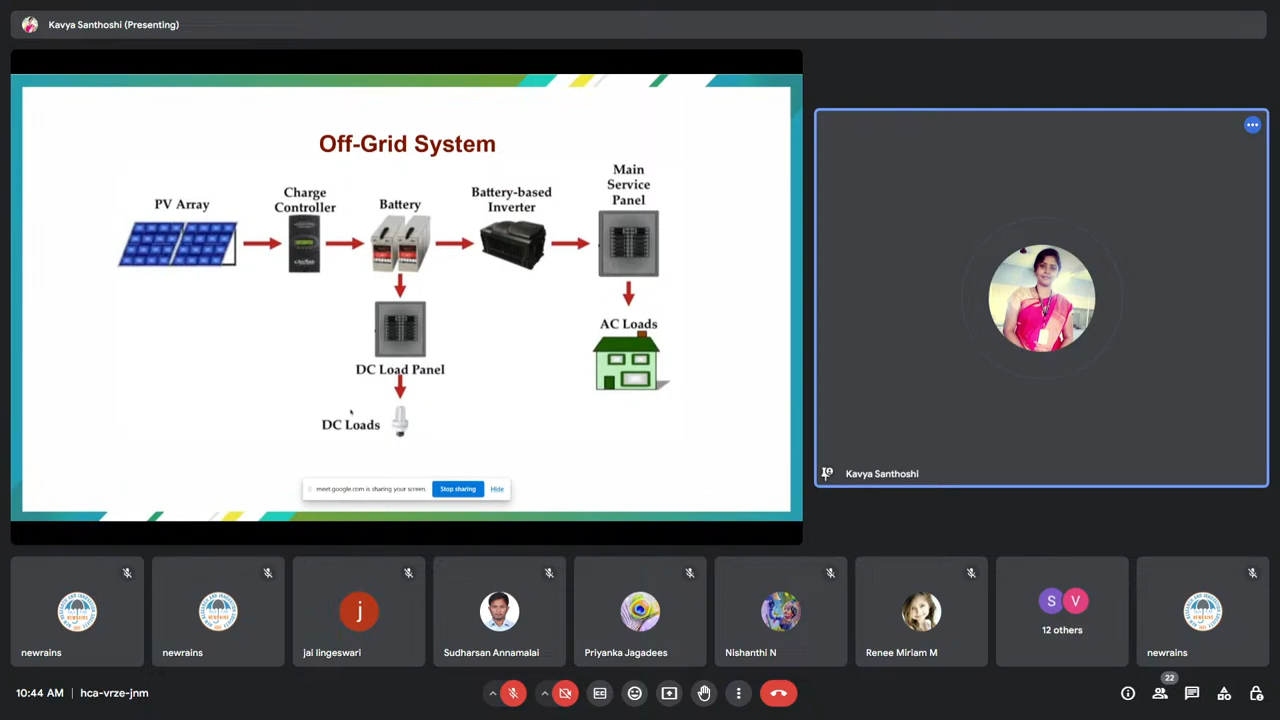 Kavya Santhoshi (Presenting)
Off-Grid System
PV Array
Charge
Controller
Battery
Battery-based
Inverter
Main
Service
Panel
DC Load Panel
AC Loads
DC Loads
meet.google.com is sharing your screen.
Stop sharing
Hide
Kavya Santhoshi
j
S
V
12 others
newrains
newrains
jai lingeswari
Sudharsan Annamalai
Priyanka Jagadees
Nishanthi N
Renee Miriam M
newrains
10:44 AM | hca-vrze-jnm
22